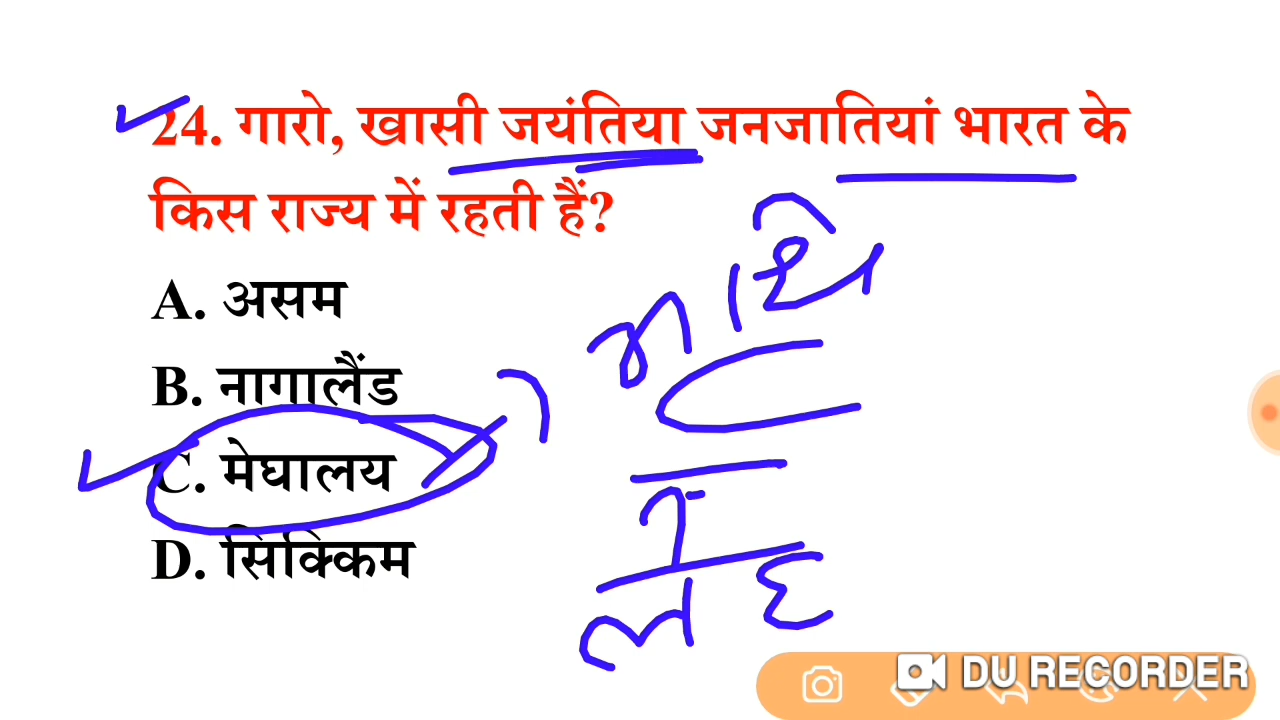 24. गारो, खासी जयंतिया जनजातियां भारत के
किस राज्य में रहती हैं?
A. असम
B. नागालैंड
C. मेघालय
D. सिक्किम
DU RECORDER